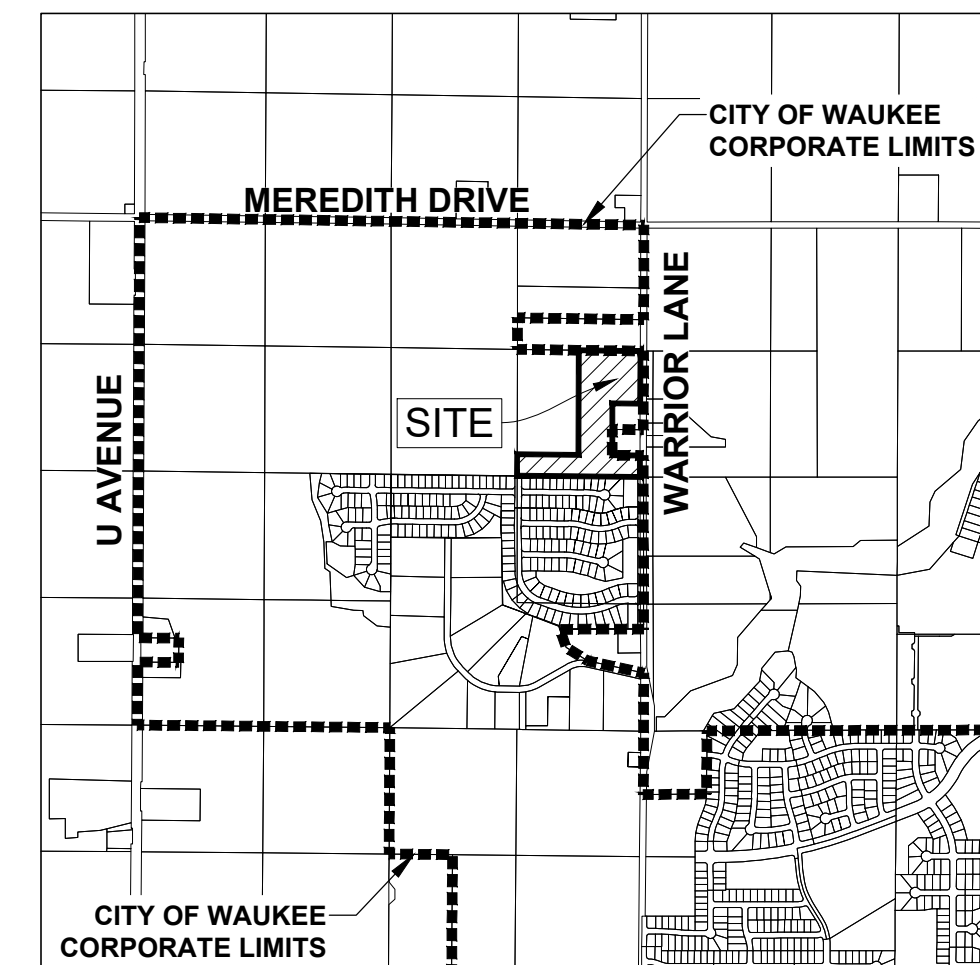 CITY OF WAUKEE
CORPORATE LIMITS
MEREDITH DRIVE
WARRIOR LANE
U AVENUE
SITE
CITY OF WAUKEE
CORPORATE LIMITS